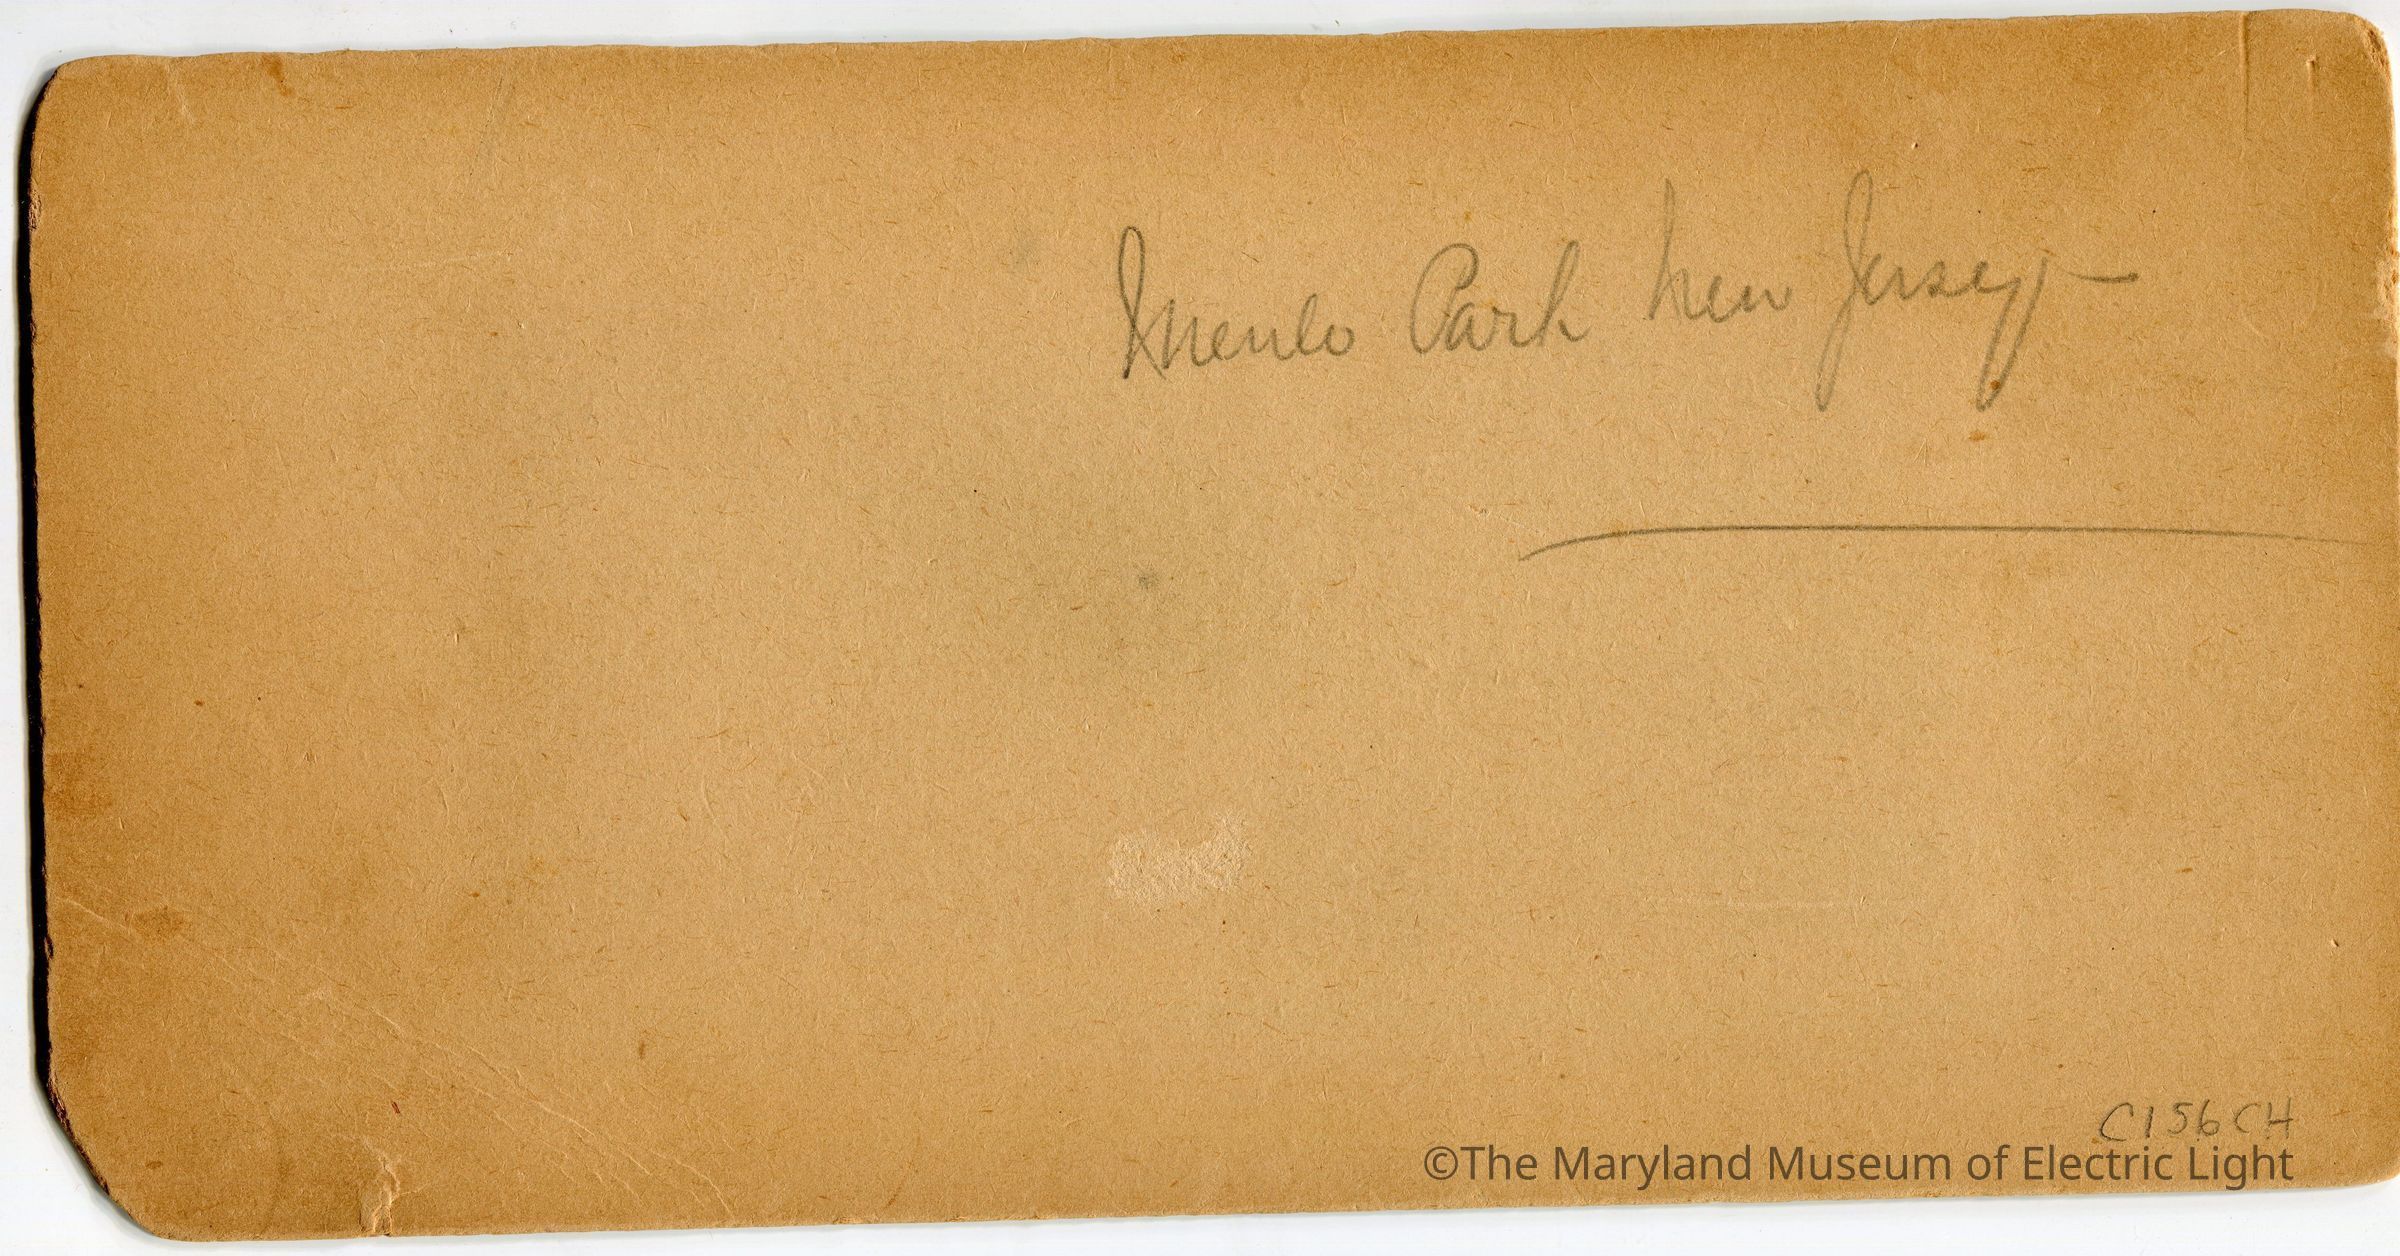 Menlo Park New Jersey
C156CH
©The Maryland Museum of Electric Light